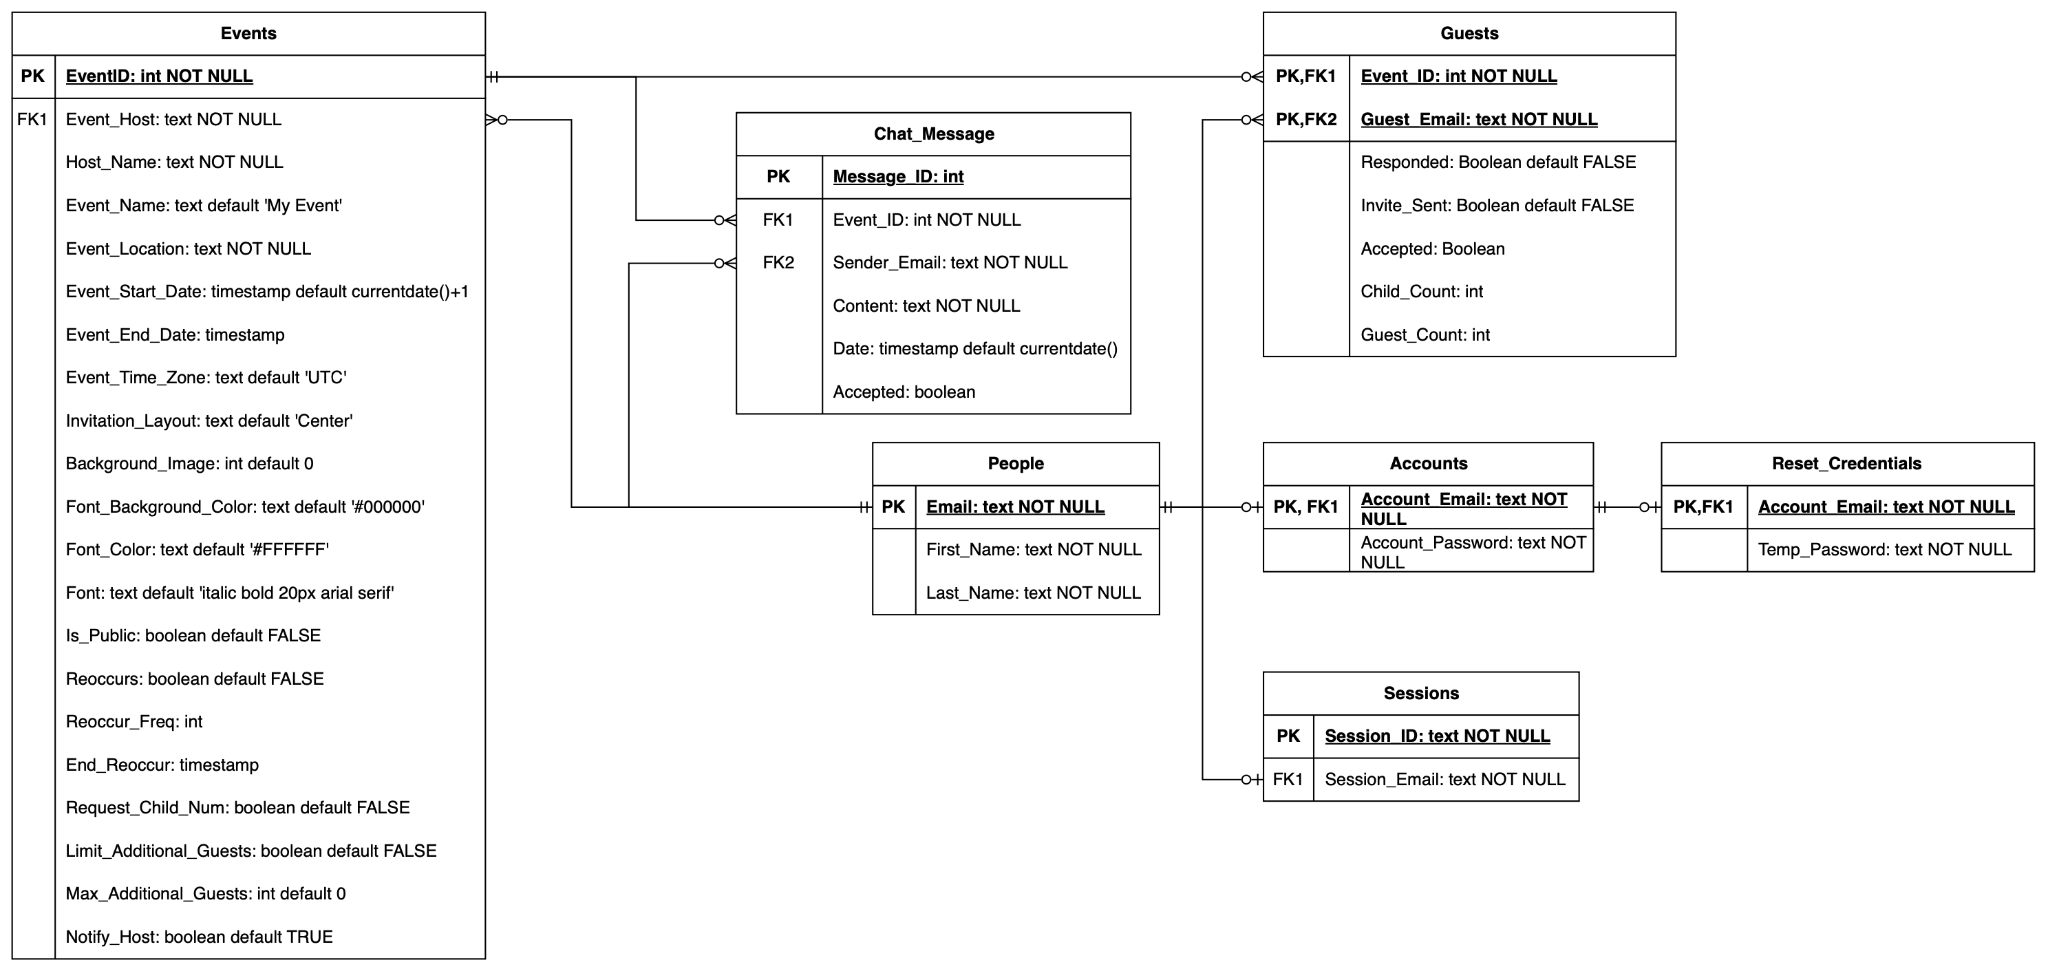 Events
PK EventID: int NOT NULL
FK1 Event_Host: text NOT NULL
Host_Name: text NOT NULL
Event_Name: text default 'My Event'
Event_Location: text NOT NULL
Event_Start_Date: timestamp default currentdate()+1
Event_End_Date: timestamp
Event_Time_Zone: text default 'UTC'
Invitation_Layout: text default 'Center'
Background_Image: int default 0
Font_Background_Color: text default '#000000'
Font_Color: text default '#FFFFFF'
Font: text default 'italic bold 20px arial serif'
Is_Public: boolean default FALSE
Reoccurs: boolean default FALSE
Reoccur_Freq: int
End_Reoccur: timestamp
Request_Child_Num: boolean default FALSE
Limit_Additional_Guests: boolean default FALSE
Max_Additional_Guests: int default 0
Notify_Host: boolean default TRUE
Chat_Message
PK Message_ID: int
FK1 Event_ID: int NOT NULL
FK2 Sender_Email: text NOT NULL
Content: text NOT NULL
Date: timestamp default currentdate()
Accepted: boolean
Guests
PK,FK1 Event_ID: int NOT NULL
PK,FK2 Guest_Email: text NOT NULL
Responded: Boolean default FALSE
Invite_Sent: Boolean default FALSE
Accepted: Boolean
Child_Count: int
Guest_Count: int
People
PK Email: text NOT NULL
First_Name: text NOT NULL
Last_Name: text NOT NULL
Accounts
PK, FK1 Account_Email: text NOT
NULL
Account_Password: text NOT
NULL
Reset_Credentials
PK,FK1 Account_Email: text NOT NULL
Temp_Password: text NOT NULL
Sessions
PK Session_ID: text NOT NULL
FK1 Session_Email: text NOT NULL